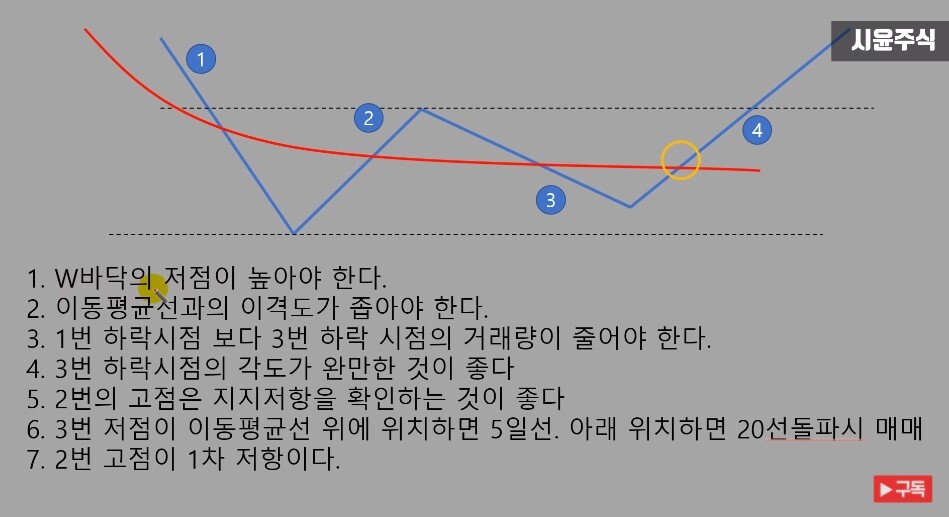 시윤주식
1
2
4
3
1. W바닥의 저점이 높아야 한다.
2. 이동평균선과의 이격도가 좁아야 한다.
3. 1번 하락시점 보다 3번 하락 시점의 거래량이 줄어야 한다.
4. 3번 하락시점의 각도가 완만한 것이 좋다
5. 2번의 고점은 지지저항을 확인하는 것이 좋다
6. 3번 저점이 이동평균선 위에 위치하면 5일선. 아래 위치하면 20선돌파시 매매
7. 2번 고점이 1차 저항이다.
구독